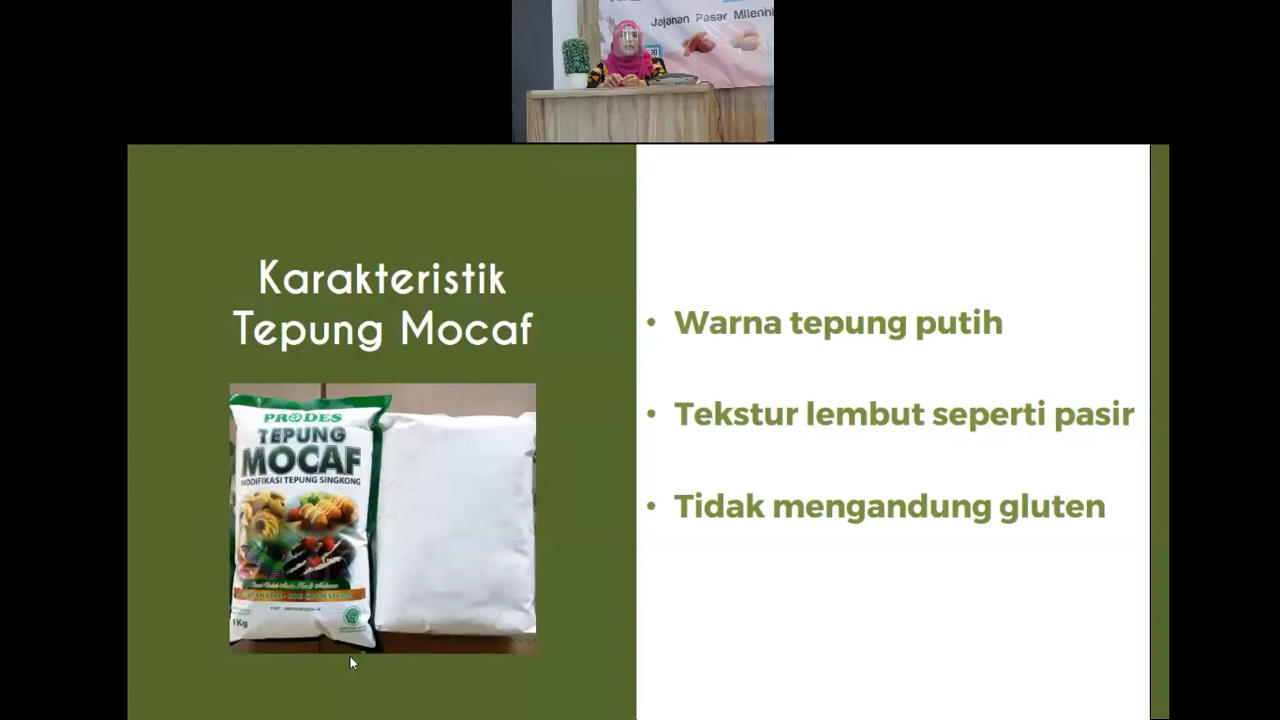 Jajanan Pasar Milenni
Karakteristik
Tepung Mocaf
PRODES
TEPUNG
MOCAF
MODIFIKASI TEPUNG SINGKONG
1Kg
• Warna tepung putih
• Tekstur lembut seperti pasir
• Tidak mengandung gluten